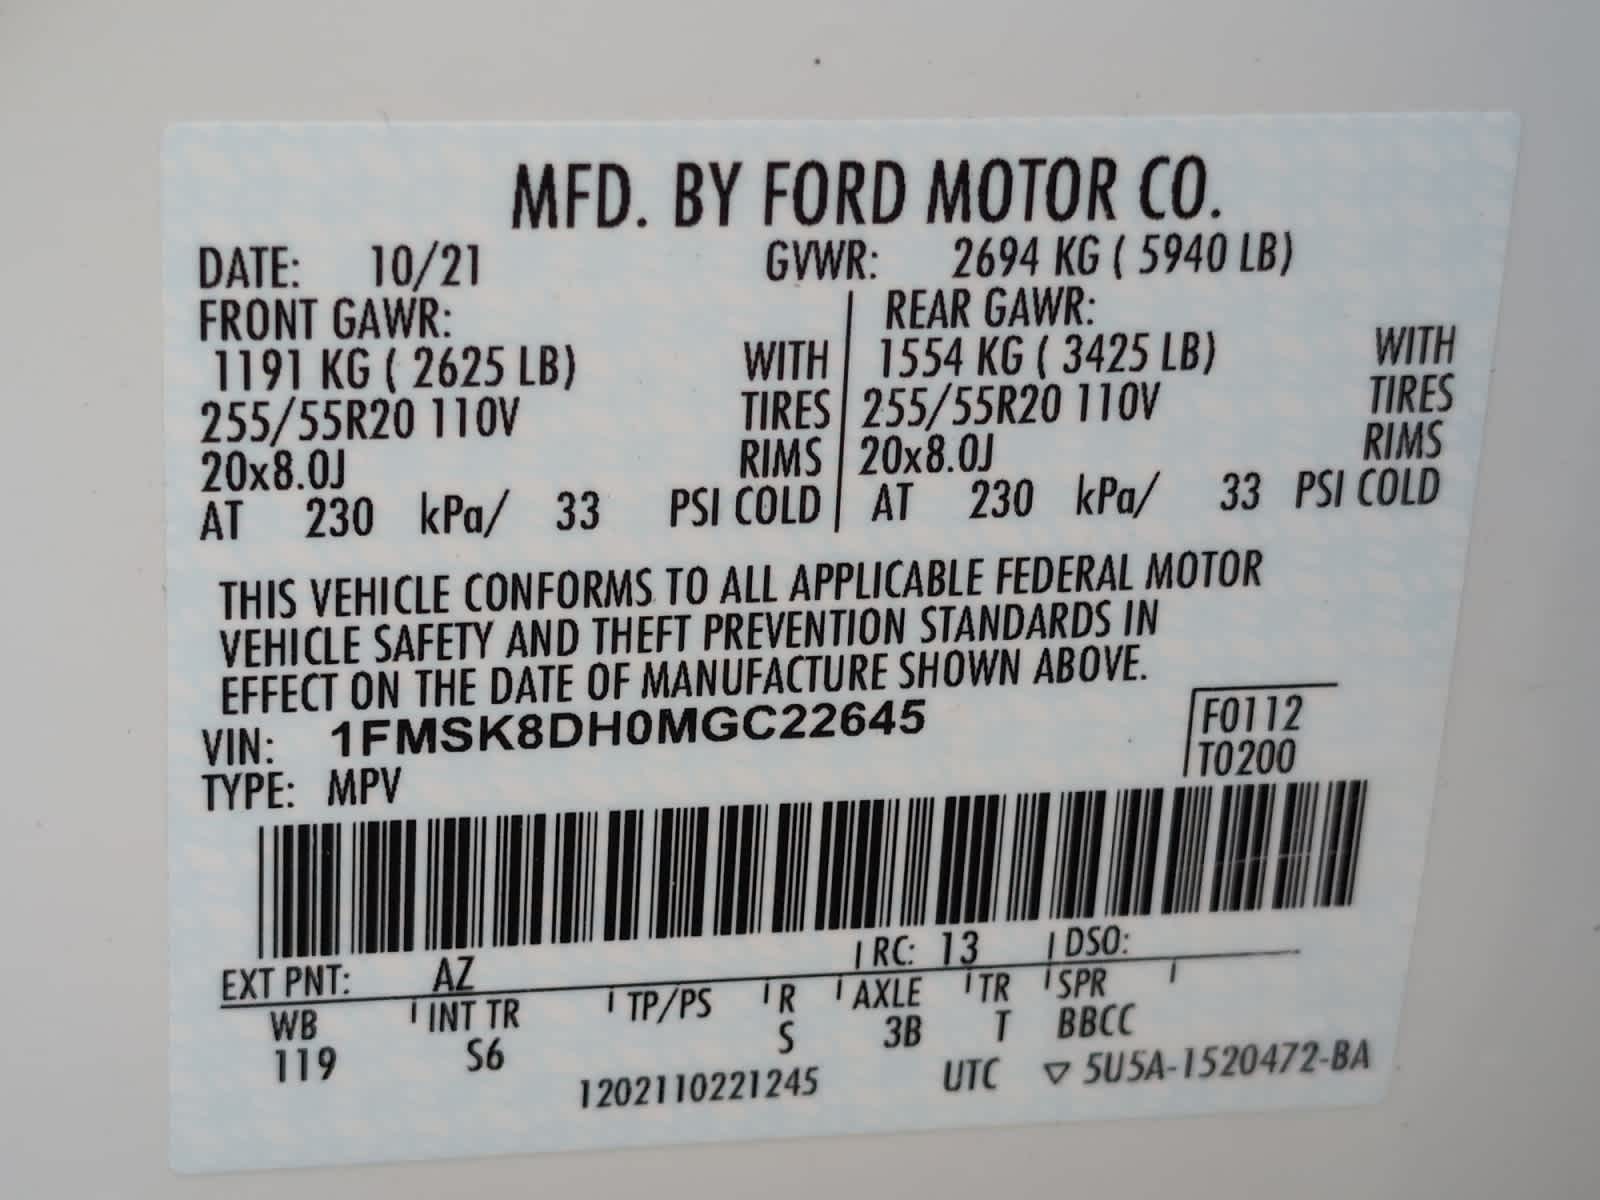 MFD. BY FORD MOTOR CO.
DATE: 10/21 GVWR: 2694 KG ( 5940 LB)
FRONT GAWR: REAR GAWR:
1191 KG ( 2625 LB) WITH 1554 KG ( 3425 LB) WITH
255/55R20 110V TIRES 255/55R20 110V TIRES
20x8.0J RIMS 20x8.0J RIMS
AT 230 kPa/ 33 PSI COLD AT 230 kPa/ 33 PSI COLD
THIS VEHICLE CONFORMS TO ALL APPLICABLE FEDERAL MOTOR
VEHICLE SAFETY AND THEFT PREVENTION STANDARDS IN
EFFECT ON THE DATE OF MANUFACTURE SHOWN ABOVE.
VIN: 1FMSK8DH0MGC22645 F0112
TYPE: MPV T0200
EXT PNT: AZ RC: 13 DSO:
WB INT TR TP/PS R AXLE TR SPR
119 S6 S 3B T BBCC
1202110221245 UTC ▽ 5U5A-1520472-BA